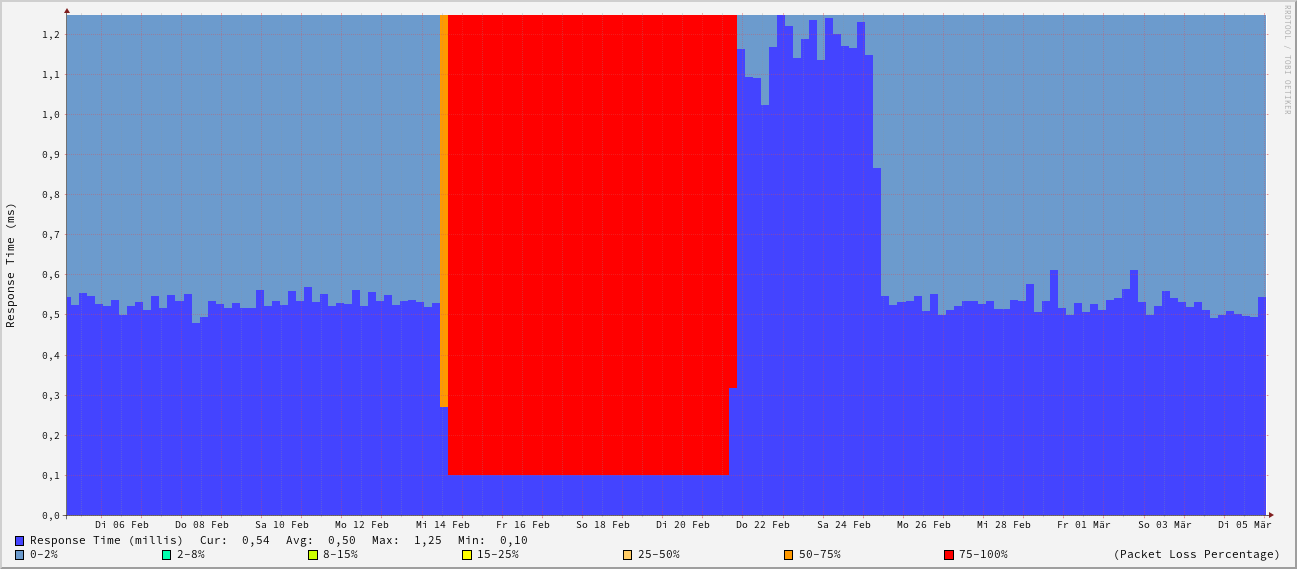 RRDTOOL / TOBI OETIKER
Response Time (ms)
1,2
1,1
1,0
0,9
0,8
0,7
0,6
0,5
0,4
0,3
0,2
0,1
0,0
Di 06 Feb Do 08 Feb Sa 10 Feb Mo 12 Feb Mi 14 Feb Fr 16 Feb So 18 Feb Di 20 Feb Do 22 Feb Sa 24 Feb Mo 26 Feb Mi 28 Feb Fr 01 Mär So 03 Mär Di 05 Mär
Response Time (millis) Cur: 0,54 Avg: 0,50 Max: 1,25 Min: 0,10
0-2% 2-8% 8-15% 15-25% 25-50% 50-75% 75-100% (Packet Loss Percentage)